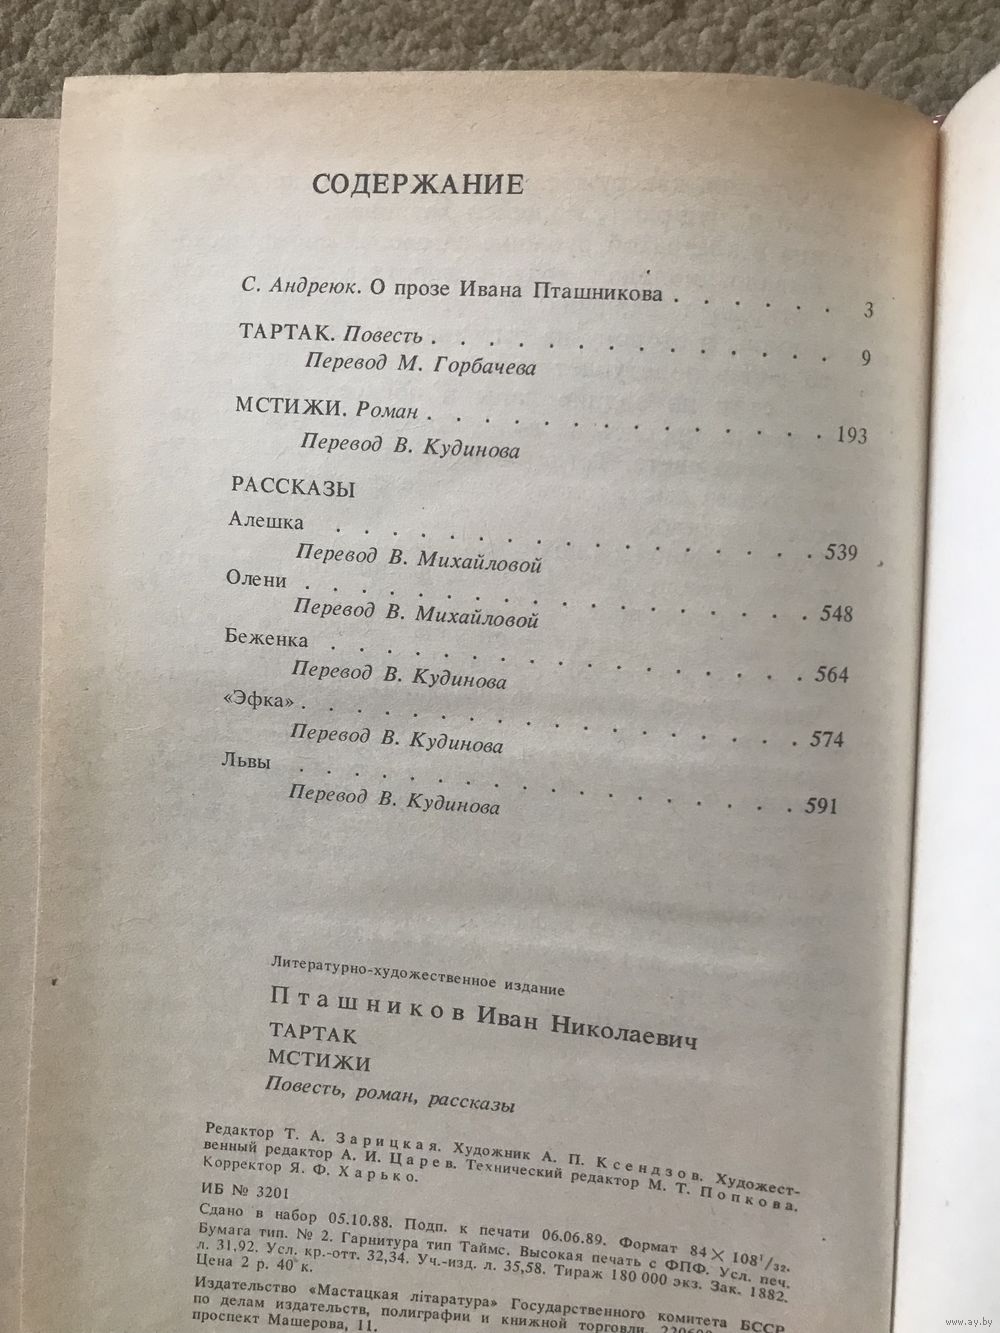 СОДЕРЖАНИЕ
С. Андреюк. О прозе Ивана Пташникова . . . . . . 3
ТАРТАК. Повесть . . . . . . . . . . . . . . 9
Перевод М. Горбачева
МСТИЖИ. Роман . . . . . . . . . . . . . . 193
Перевод В. Кудинова
РАССКАЗЫ
Алешка . . . . . . . . . . . . . . . . . 539
Перевод В. Михайловой
Олени . . . . . . . . . . . . . . . . . . 548
Перевод В. Михайловой
Беженка . . . . . . . . . . . . . . . . . 564
Перевод В. Кудинова
«Эфка» . . . . . . . . . . . . . . . . . . 574
Перевод В. Кудинова
Львы . . . . . . . . . . . . . . . . . . 591
Перевод В. Кудинова
Литературно-художественное издание
Пташников Иван Николаевич
ТАРТАК
МСТИЖИ
Повесть, роман, рассказы
Редактор Т. А. Зарицкая. Художник А. П. Ксендзов. Художест-
венный редактор А. И. Царев. Технический редактор М. Т. Попкова.
Корректор Я. Ф. Харько.
ИБ № 3201
Сдано в набор 05.10.88. Подп. к печати 06.06.89. Формат 84×108¹/₃₂.
Бумага тип. № 2. Гарнитура тип Таймс. Высокая печать с ФПФ. Усл. печ.
л. 31,92. Усл. кр.-отт. 32,34. Уч.-изд. л. 35,58. Тираж 180 000 экз. Зак. 1882.
Цена 2 р. 40 к.
Издательство «Мастацкая літаратура» Государственного комитета БССР
по делам издательств, полиграфии и книжной торговли.
проспект Машерова, 11.
www.ay.by